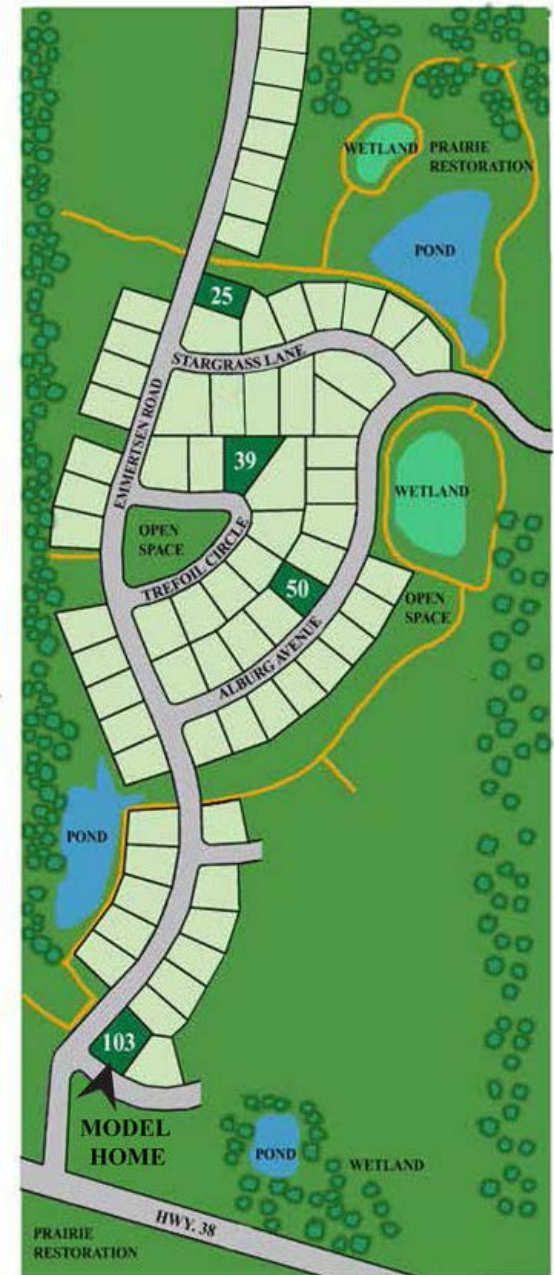 WETLAND
PRAIRIE
RESTORATION
POND
25
STARGRASS LANE
EMMERTSEN ROAD
39
WETLAND
OPEN
SPACE
TREFOIL CIRCLE
50
OPEN
SPACE
ALBURG AVENUE
POND
103
MODEL
HOME
POND
WETLAND
HWY. 38
PRAIRIE
RESTORATION